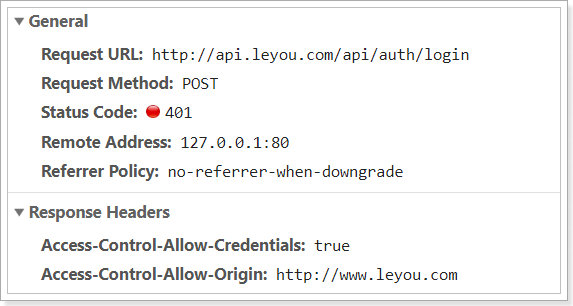 General
Request URL: http://api.leyou.com/api/auth/login
Request Method: POST
Status Code: 401
Remote Address: 127.0.0.1:80
Referrer Policy: no-referrer-when-downgrade
Response Headers
Access-Control-Allow-Credentials: true
Access-Control-Allow-Origin: http://www.leyou.com